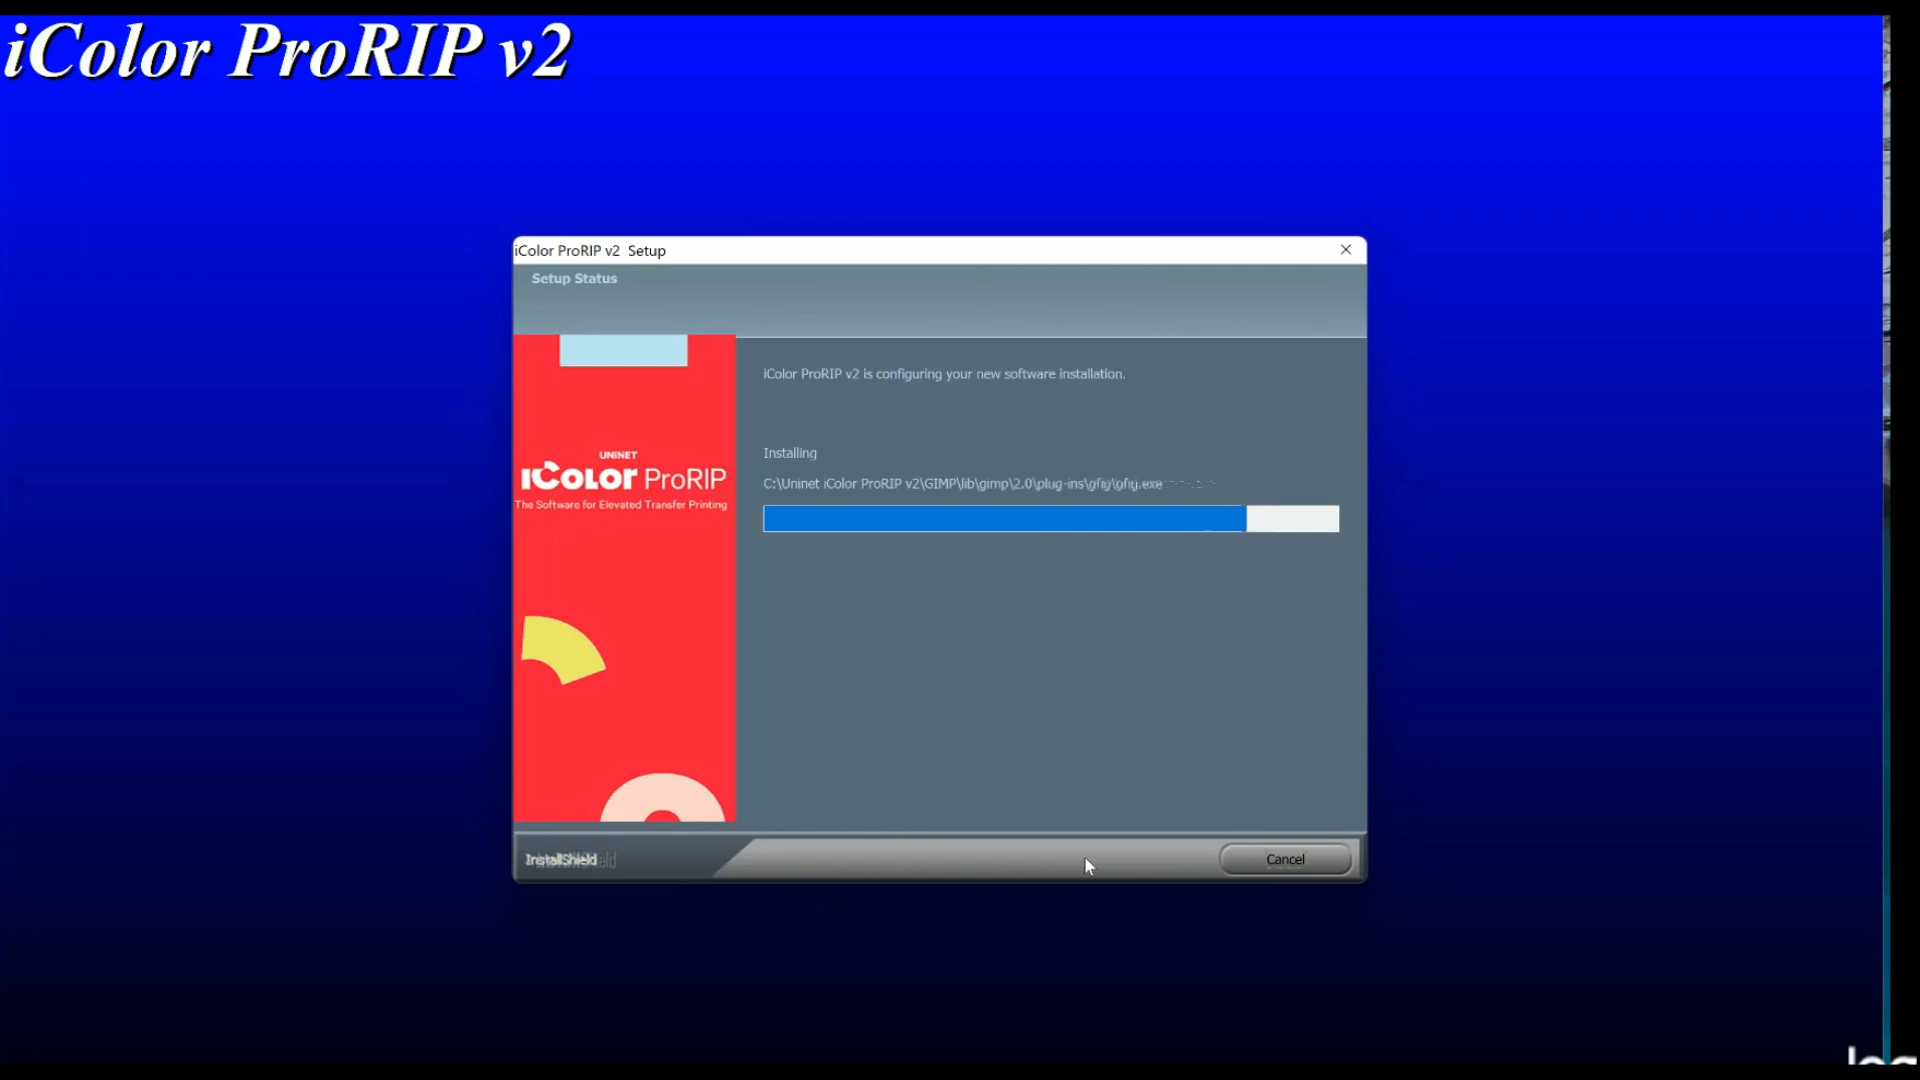 iColor ProRIP v2
iColor ProRIP v2 Setup
Setup Status
iColor ProRIP v2 is configuring your new software installation.
UNINET
iColor ProRIP
The Software for Elevated Transfer Printing
Installing
C:\Uninet iColor ProRIP v2\GIMP\lib\gimp\2.0\plug-ins\gfig\gfig.exe
InstallShield
Cancel